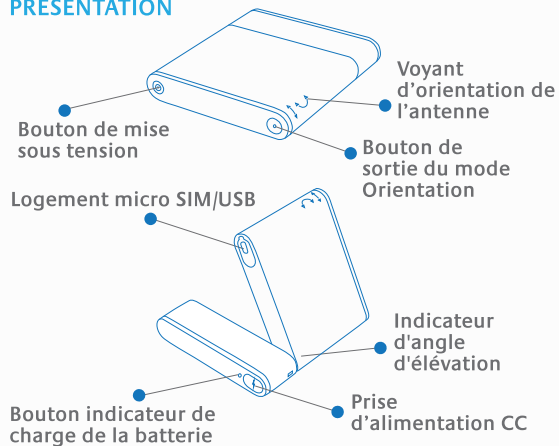 PRÉSENTATION
Voyant
d’orientation de
l’antenne
Bouton de mise
sous tension
Bouton de
sortie du mode
Orientation
Logement micro SIM/USB
Indicateur
d'angle
d'élévation
Bouton indicateur de
charge de la batterie
Prise
d’alimentation CC